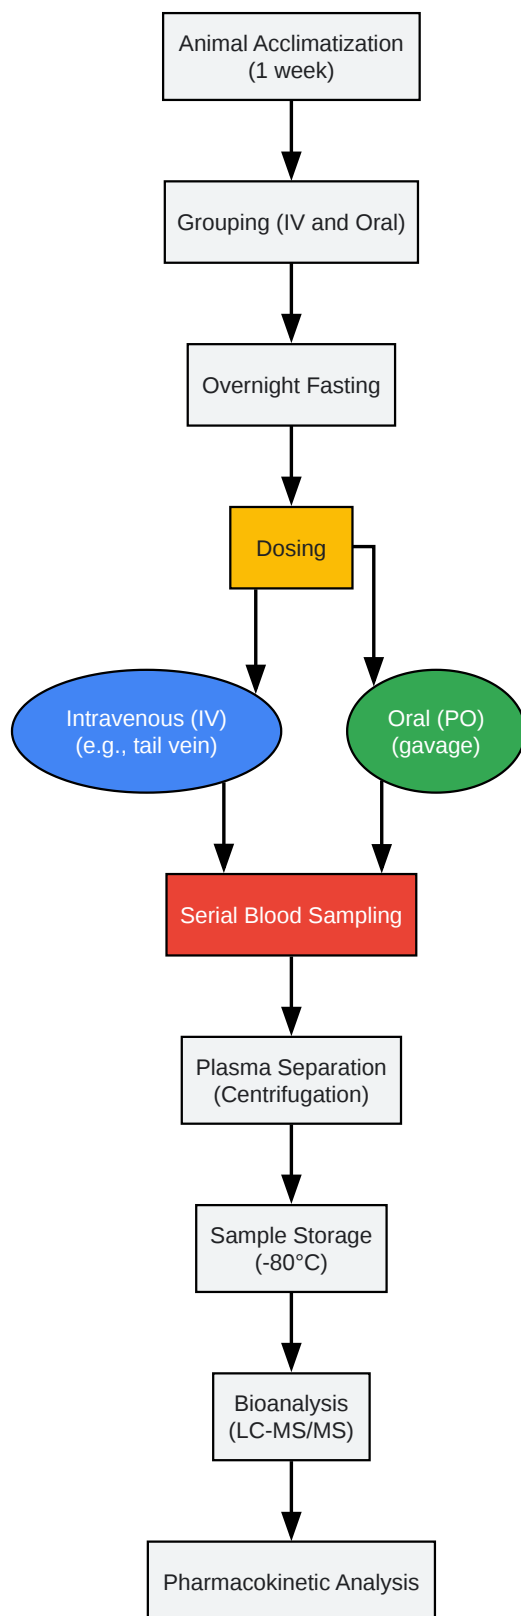 Animal Acclimatization
(1 week)
Grouping (IV and Oral)
Overnight Fasting
Dosing
Intravenous (IV)
(e.g., tail vein)
Oral (PO)
(gavage)
Serial Blood Sampling
Plasma Separation
(Centrifugation)
Sample Storage
(-80°C)
Bioanalysis
(LC-MS/MS)
Pharmacokinetic Analysis